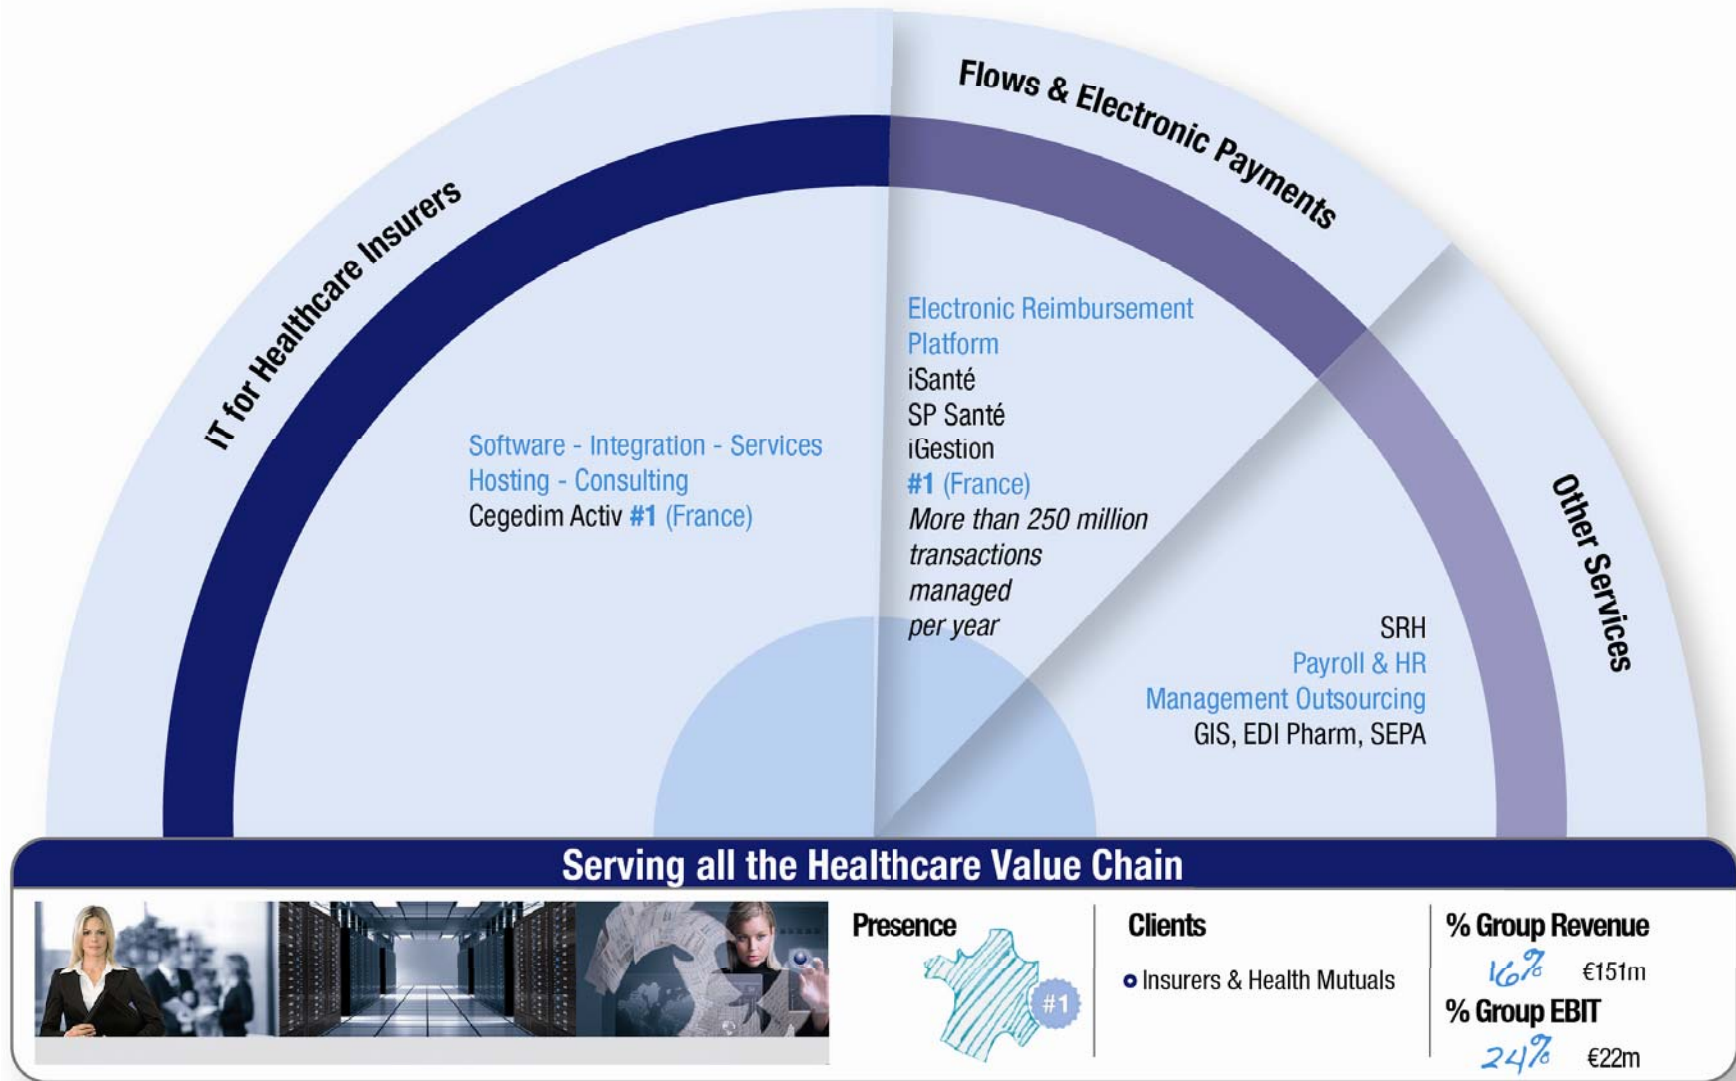 IT for Healthcare Insurers
Flows & Electronic Payments
Other Services
Software - Integration - Services
Hosting - Consulting
Cegedim Activ #1 (France)
Electronic Reimbursement
Platform
iSanté
SP Santé
iGestion
#1 (France)
More than 250 million
transactions
managed
per year
SRH
Payroll & HR
Management Outsourcing
GIS, EDI Pharm, SEPA
Serving all the Healthcare Value Chain
Presence
#1
Clients
Insurers & Health Mutuals
% Group Revenue
16% €151m
% Group EBIT
24% €22m